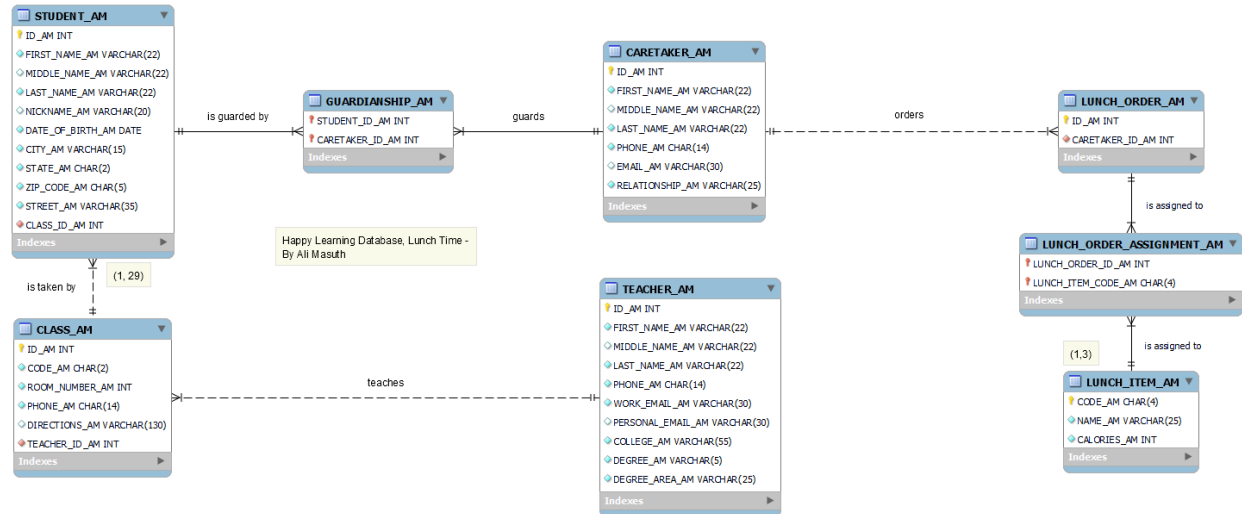 STUDENT_AM
ID_AM INT
FIRST_NAME_AM VARCHAR(22)
MIDDLE_NAME_AM VARCHAR(22)
LAST_NAME_AM VARCHAR(22)
NICKNAME_AM VARCHAR(20)
DATE_OF_BIRTH_AM DATE
CITY_AM VARCHAR(15)
STATE_AM CHAR(2)
ZIP_CODE_AM CHAR(5)
STREET_AM VARCHAR(35)
CLASS_ID_AM INT
Indexes
is guarded by
GUARDIANSHIP_AM
STUDENT_ID_AM INT
CARETAKER_ID_AM INT
Indexes
guards
CARETAKER_AM
ID_AM INT
FIRST_NAME_AM VARCHAR(22)
MIDDLE_NAME_AM VARCHAR(22)
LAST_NAME_AM VARCHAR(22)
PHONE_AM CHAR(14)
EMAIL_AM VARCHAR(30)
RELATIONSHIP_AM VARCHAR(25)
Indexes
orders
LUNCH_ORDER_AM
ID_AM INT
CARETAKER_ID_AM INT
Indexes
is assigned to
LUNCH_ORDER_ASSIGNMENT_AM
LUNCH_ORDER_ID_AM INT
LUNCH_ITEM_CODE_AM CHAR(4)
Indexes
(1,3)
is assigned to
LUNCH_ITEM_AM
CODE_AM CHAR(4)
NAME_AM VARCHAR(25)
CALORIES_AM INT
Indexes
Happy Learning Database, Lunch Time -
By Ali Masuth
(1, 29)
is taken by
CLASS_AM
ID_AM INT
CODE_AM CHAR(2)
ROOM_NUMBER_AM INT
PHONE_AM CHAR(14)
DIRECTIONS_AM VARCHAR(130)
TEACHER_ID_AM INT
Indexes
teaches
TEACHER_AM
ID_AM INT
FIRST_NAME_AM VARCHAR(22)
MIDDLE_NAME_AM VARCHAR(22)
LAST_NAME_AM VARCHAR(22)
PHONE_AM CHAR(14)
WORK_EMAIL_AM VARCHAR(30)
PERSONAL_EMAIL_AM VARCHAR(30)
COLLEGE_AM VARCHAR(55)
DEGREE_AM VARCHAR(5)
DEGREE_AREA_AM VARCHAR(25)
Indexes